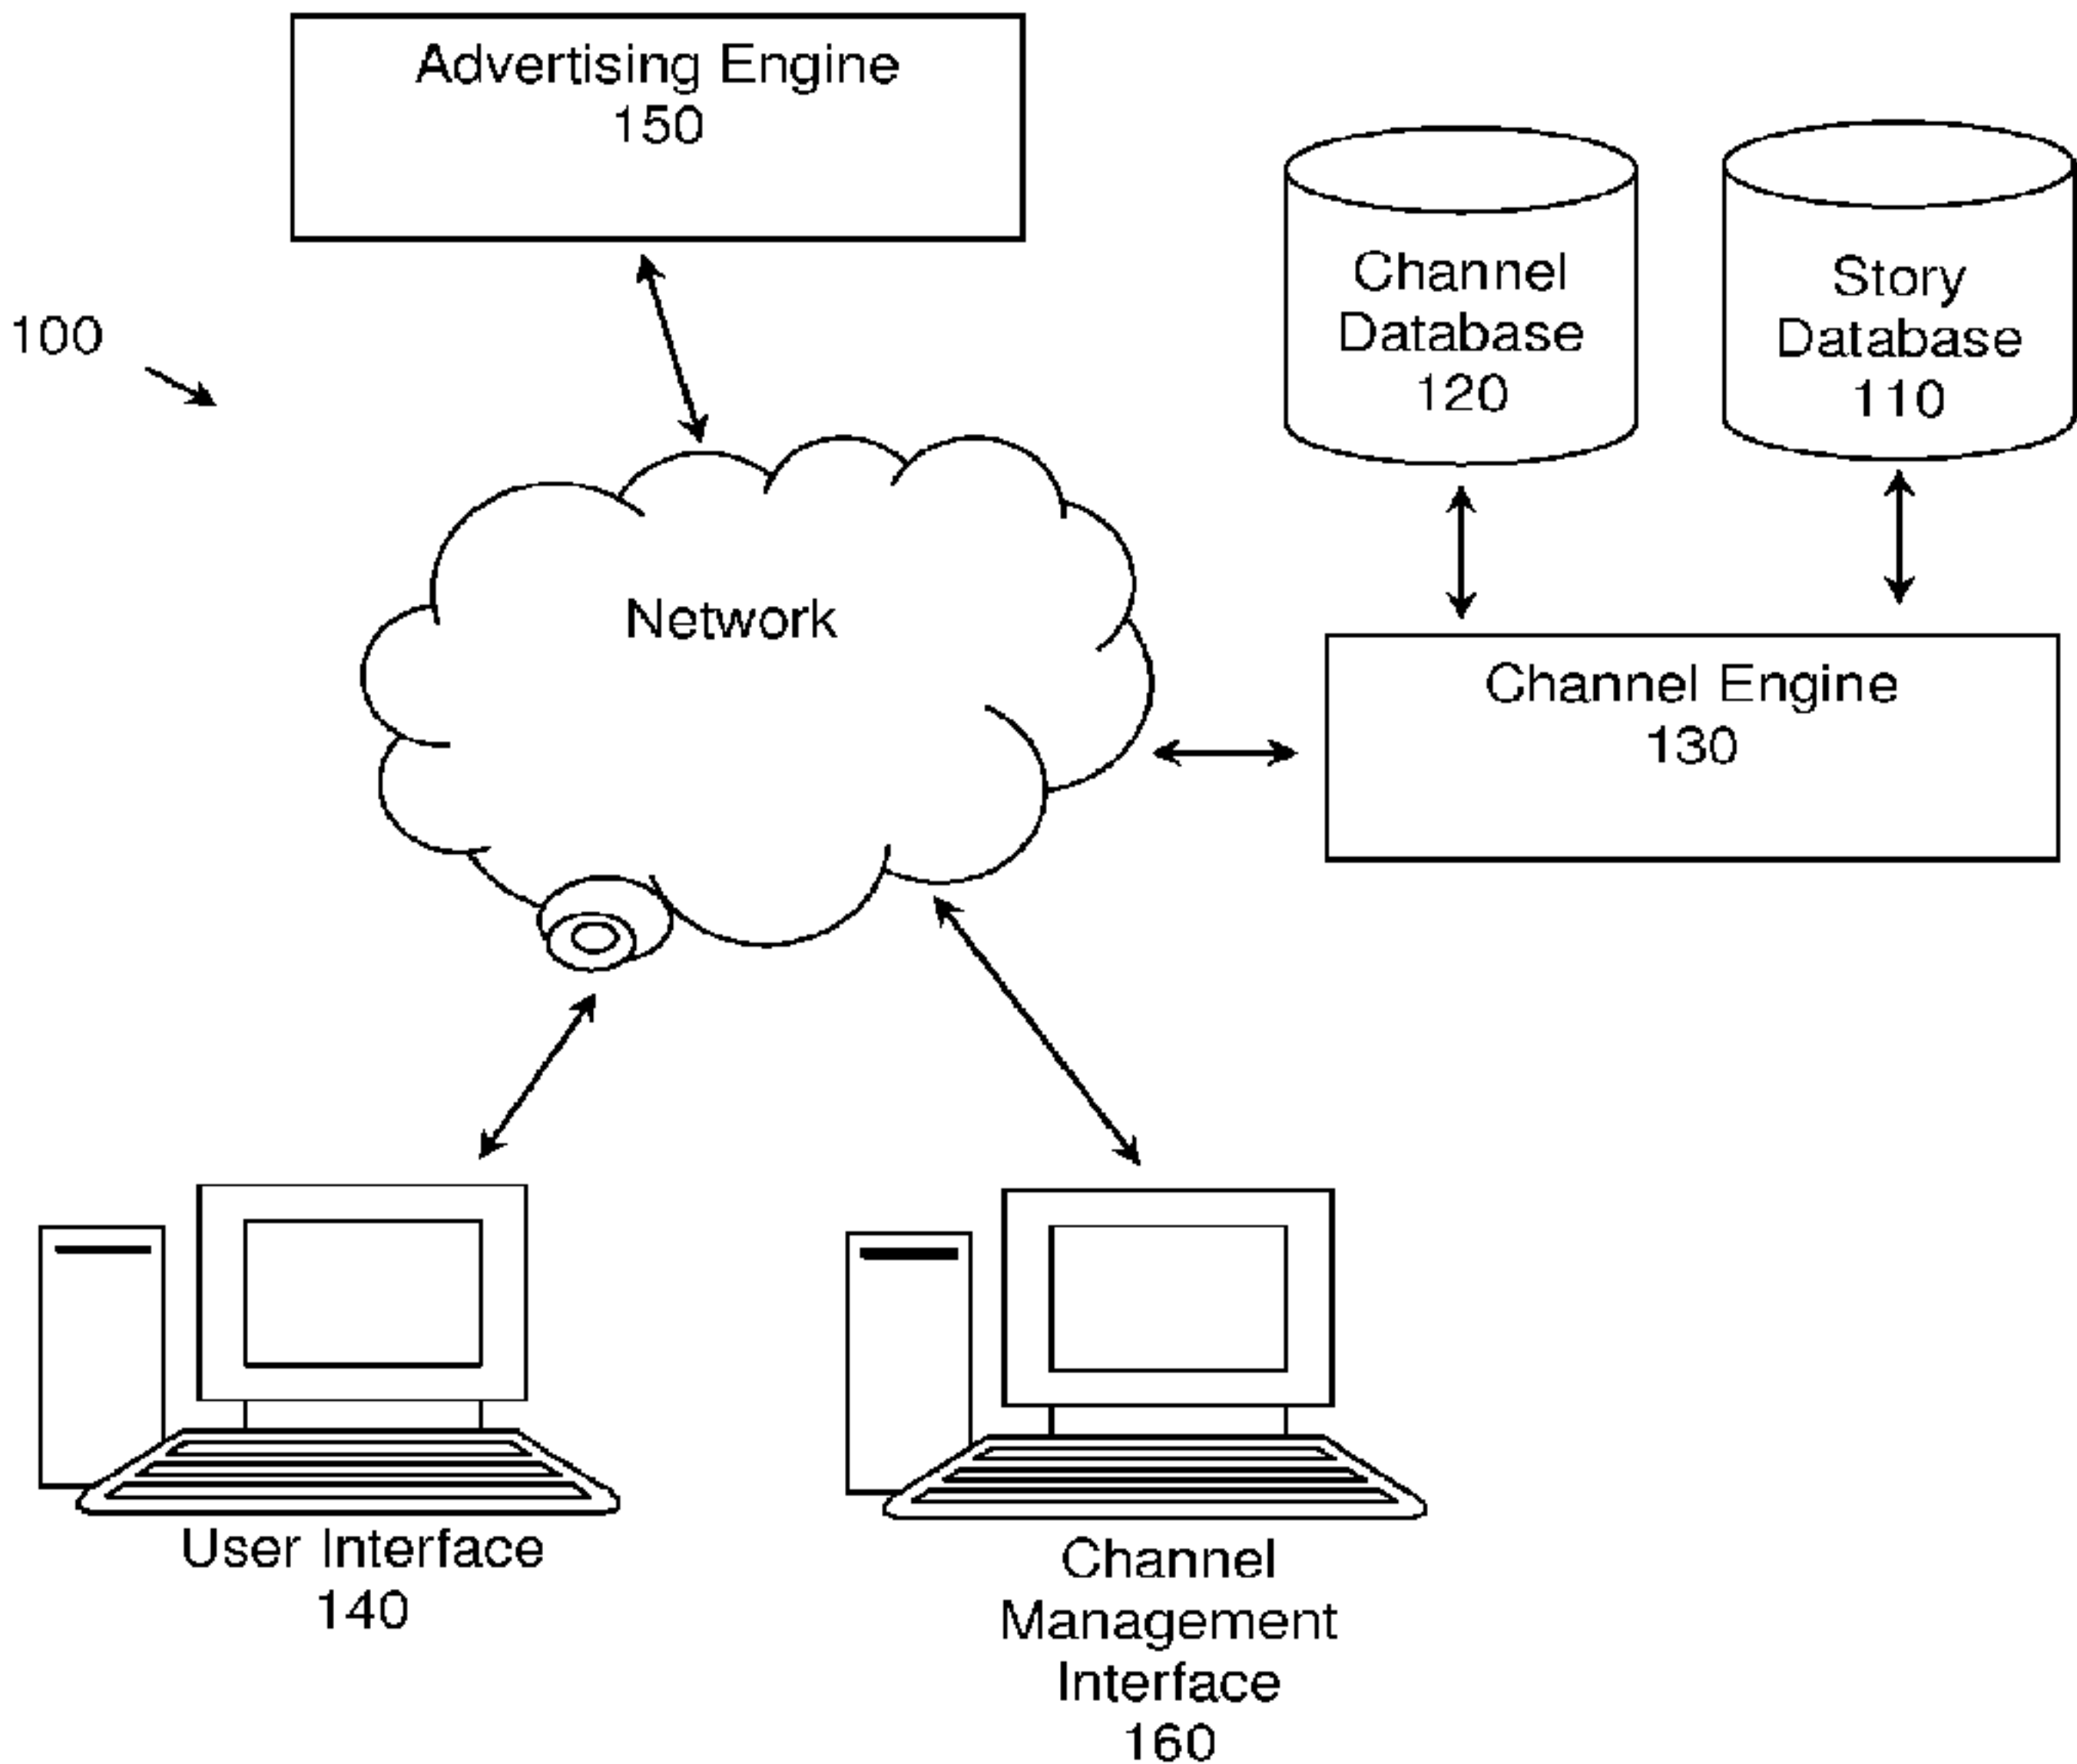 Advertising Engine
150
100
Channel
Database
120
Story
Database
110
Network
Channel Engine
130
User Interface
140
Channel
Management
Interface
160